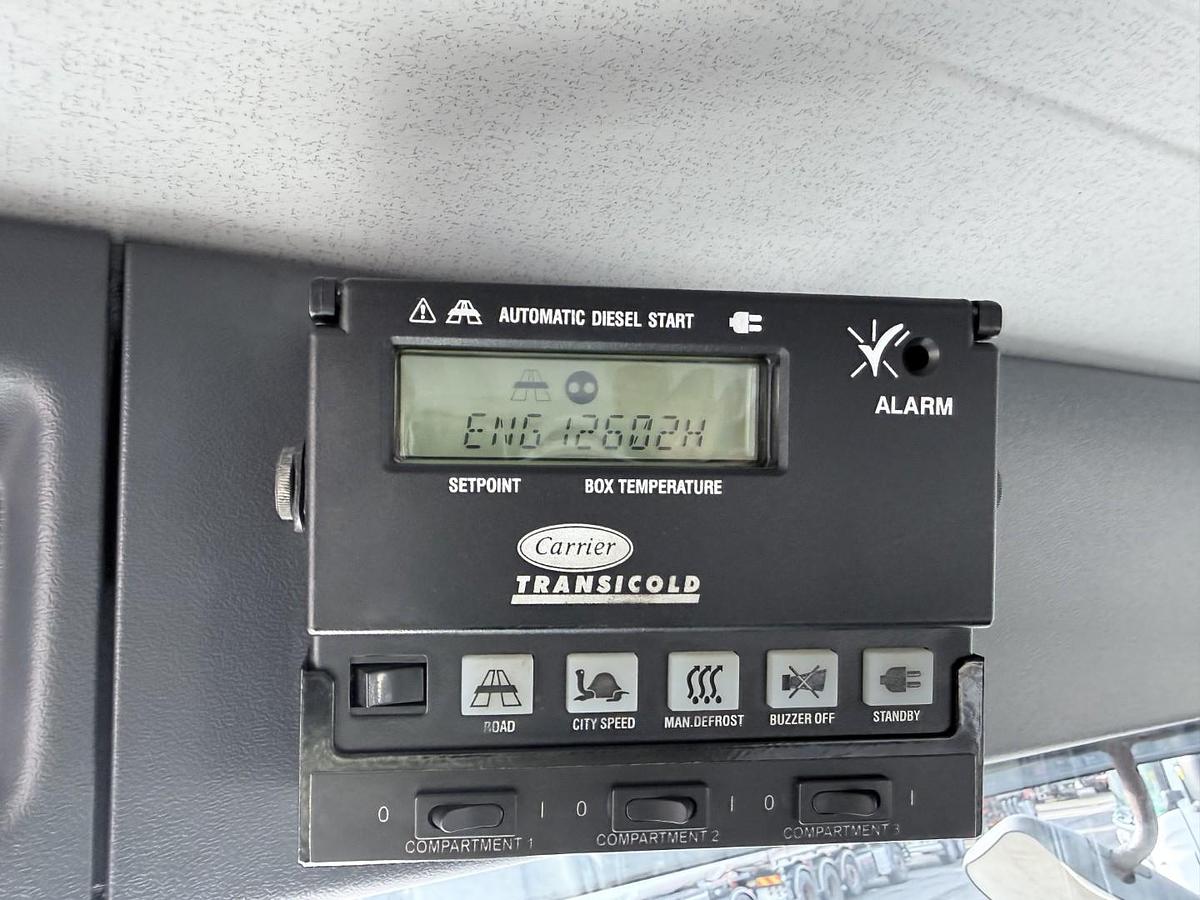 AUTOMATIC DIESEL START
ALARM
ENG 12602H
SETPOINT BOX TEMPERATURE
Carrier
TRANSICOLD
ROAD CITY SPEED MAN.DEFROST BUZZER OFF STANDBY
0 I 0 I 0 I
COMPARTMENT 1 COMPARTMENT 2 COMPARTMENT 3